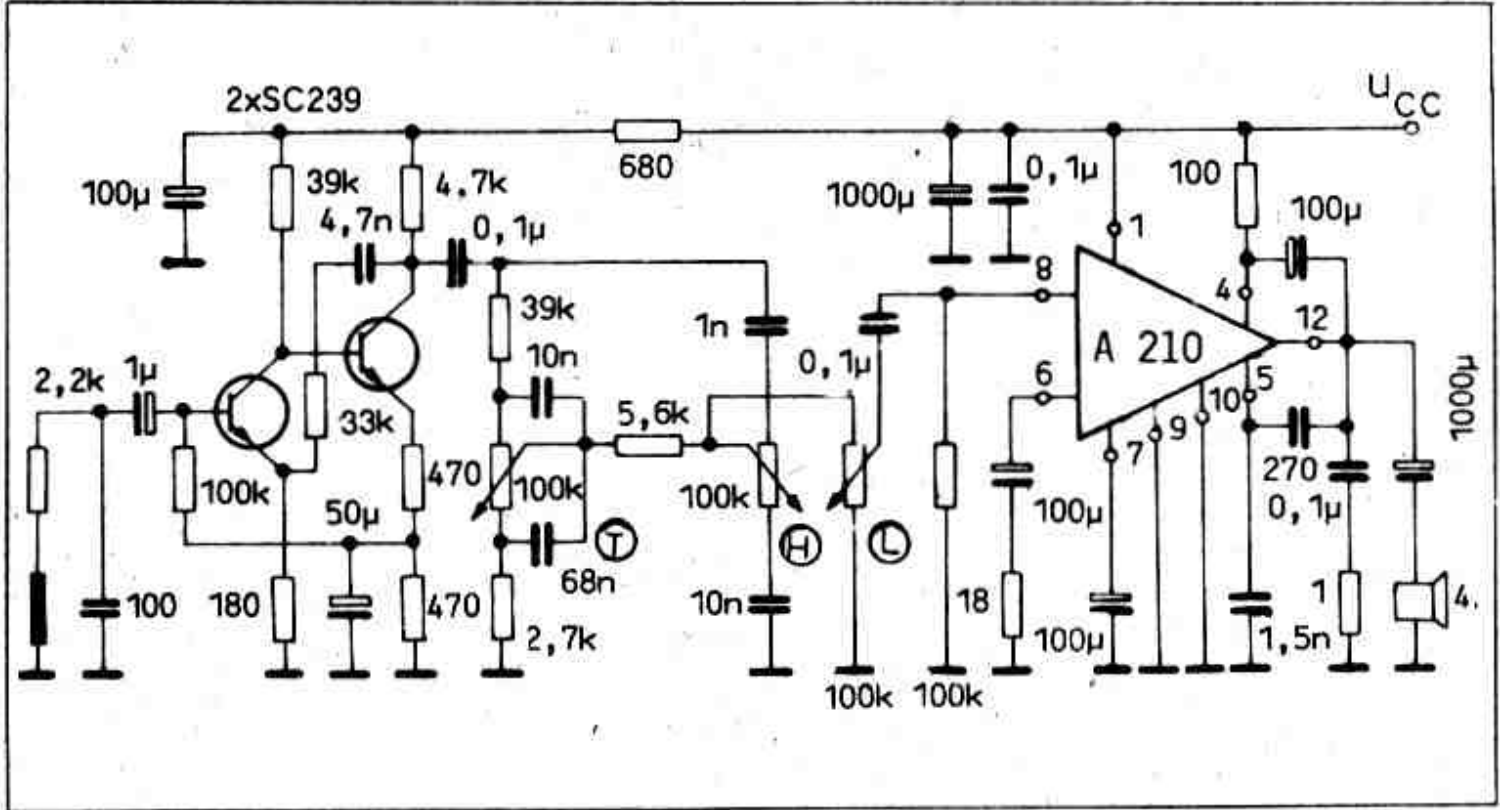 2xSC239
U CC
680
39k
4,7k
100µ
4,7n
0,1µ
1000µ
0,1µ
100
100µ
1
8
4
12
39k
1n
10n
0,1µ
A 210
2,2k
1µ
6
5
10
9
7
33k
5,6k
1000µ
100k
470
100k
100k
270
0,1µ
50µ
T
H
L
100µ
68n
100
180
470
10n
18
1
4.
2,7k
100µ
1,5n
100k
100k